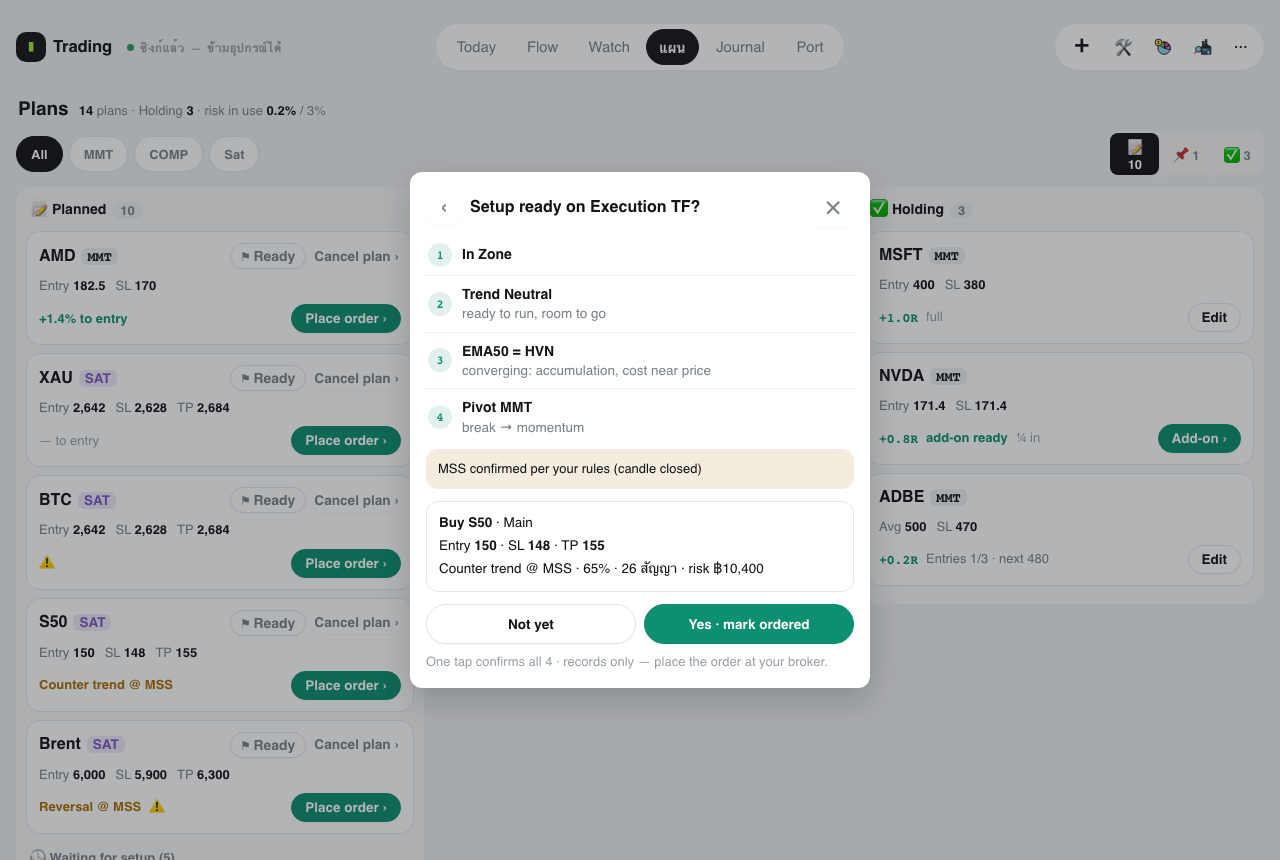 Trading
ซิงก์แล้ว — ข้ามอุปกรณ์ได้
Today Flow Watch แผน Journal Port
Plans 14 plans · Holding 3 · risk in use 0.2% / 3%
All MMT COMP Sat
10
1
3
Planned 10
AMD MMT Ready Cancel plan ›
Entry 182.5 SL 170
+1.4% to entry Place order ›
XAU SAT Ready Cancel plan ›
Entry 2,642 SL 2,628 TP 2,684
— to entry Place order ›
BTC SAT Ready Cancel plan ›
Entry 2,642 SL 2,628 TP 2,684
Place order ›
S50 SAT Ready Cancel plan ›
Entry 150 SL 148 TP 155
Counter trend @ MSS Place order ›
Brent SAT Ready Cancel plan ›
Entry 6,000 SL 5,900 TP 6,300
Reversal @ MSS Place order ›
Waiting for setup (5)
‹ Setup ready on Execution TF? ✕
1 In Zone
2 Trend Neutral
ready to run, room to go
3 EMA50 = HVN
converging: accumulation, cost near price
4 Pivot MMT
break → momentum
MSS confirmed per your rules (candle closed)
Buy S50 · Main
Entry 150 · SL 148 · TP 155
Counter trend @ MSS · 65% · 26 สัญญา · risk ฿10,400
Not yet Yes · mark ordered
One tap confirms all 4 · records only — place the order at your broker.
Holding 3
MSFT MMT
Entry 400 SL 380
+1.0R full Edit
NVDA MMT
Entry 171.4 SL 171.4
+0.8R add-on ready ¼ in Add-on ›
ADBE MMT
Avg 500 SL 470
+0.2R Entries 1/3 · next 480 Edit